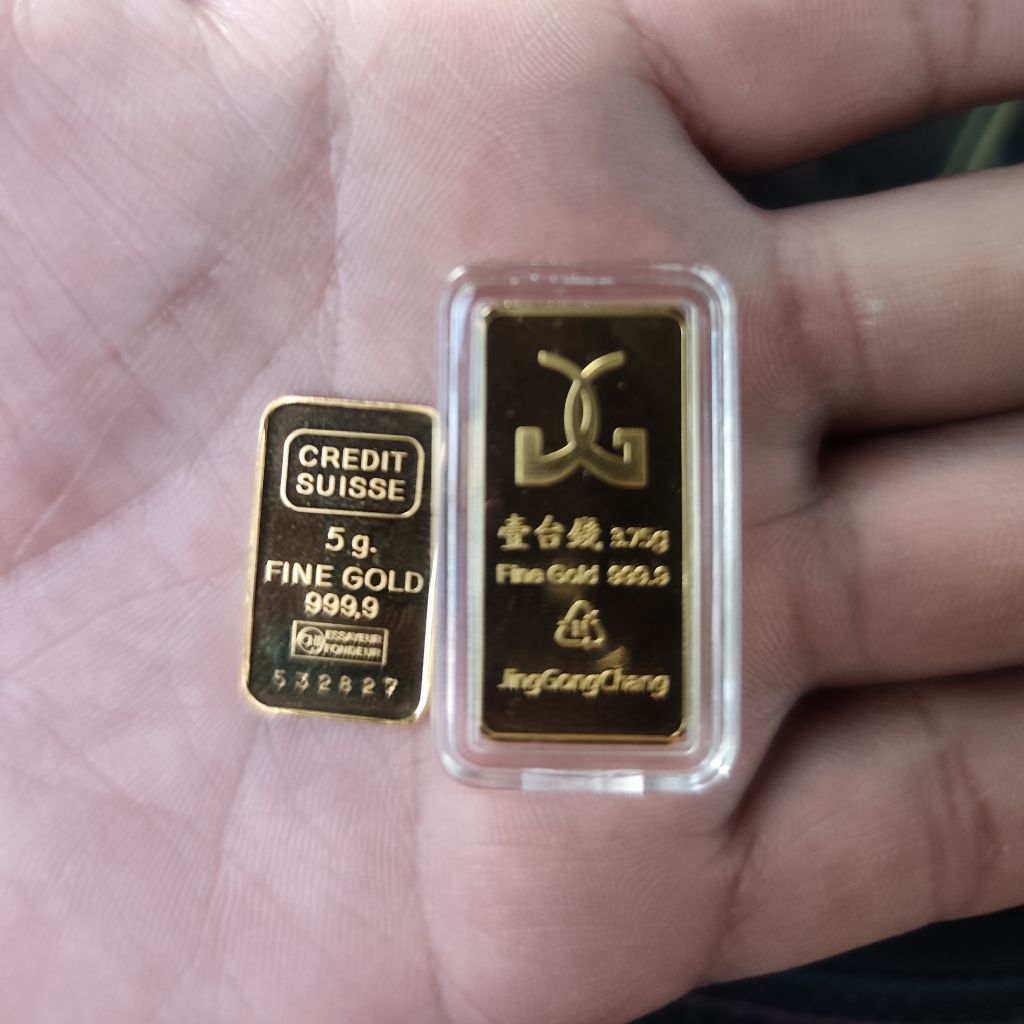 CREDIT
SUISSE
5 g.
FINE GOLD
999,9
CHI ESSAYEUR
FONDEUR
532827
壹台錢 3.75g
Fine Gold 999.9
JingGongChang